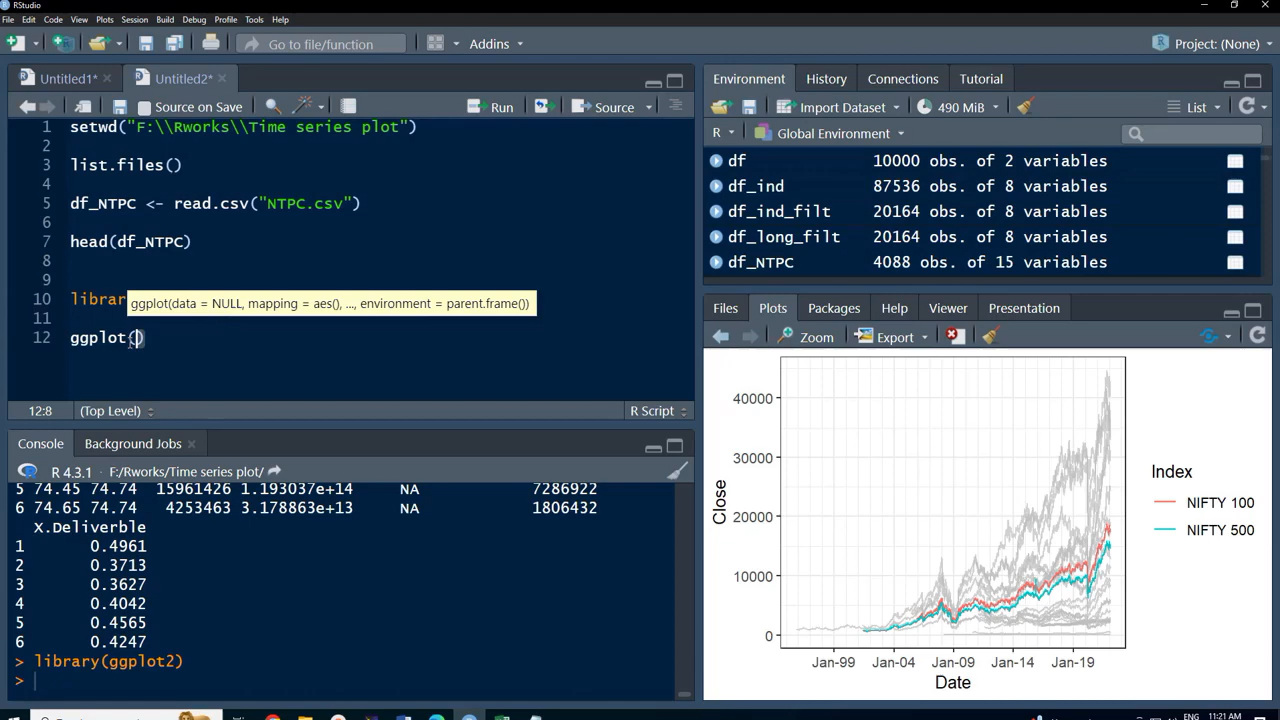 RStudio
File Edit Code View Plots Session Build Debug Profile Tools Help
Go to file/function Addins Project: (None)
Untitled1* Untitled2*
Source on Save Run Source
1 setwd("F:\\Rworks\\Time series plot")
2
3 list.files()
4
5 df_NTPC <- read.csv("NTPC.csv")
6
7 head(df_NTPC)
8
9
10 librar
ggplot(data = NULL, mapping = aes(), ..., environment = parent.frame())
11
12 ggplot()
12:8 (Top Level) R Script
Console Background Jobs
R 4.3.1 · F:/Rworks/Time series plot/
5 74.45 74.74 15961426 1.193037e+14 NA 7286922
6 74.65 74.74 4253463 3.178863e+13 NA 1806432
X.Deliverble
1 0.4961
2 0.3713
3 0.3627
4 0.4042
5 0.4565
6 0.4247
> library(ggplot2)
>
Environment History Connections Tutorial
Import Dataset 490 MiB List
R Global Environment
df 10000 obs. of 2 variables
df_ind 87536 obs. of 8 variables
df_ind_filt 20164 obs. of 8 variables
df_long_filt 20164 obs. of 8 variables
df_NTPC 4088 obs. of 15 variables
Files Plots Packages Help Viewer Presentation
Zoom Export
40000
30000
20000
10000
0
Close
Jan-99 Jan-04 Jan-09 Jan-14 Jan-19
Date
Index
NIFTY 100
NIFTY 500
ENG 11:21 AM